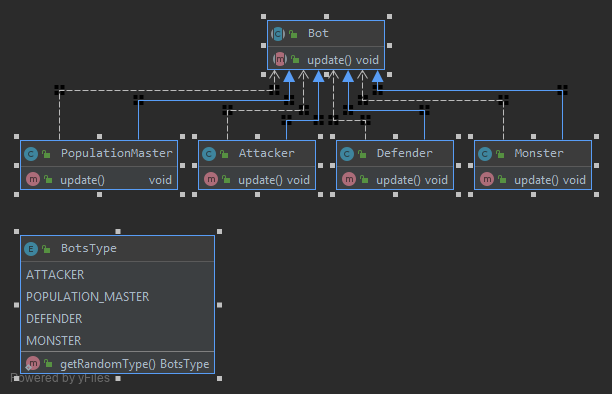 C Bot
m update() void
C PopulationMaster
m update() void
C Attacker
m update() void
C Defender
m update() void
C Monster
m update() void
E BotsType
ATTACKER
POPULATION_MASTER
DEFENDER
MONSTER
m getRandomType() BotsType
Powered by yFiles